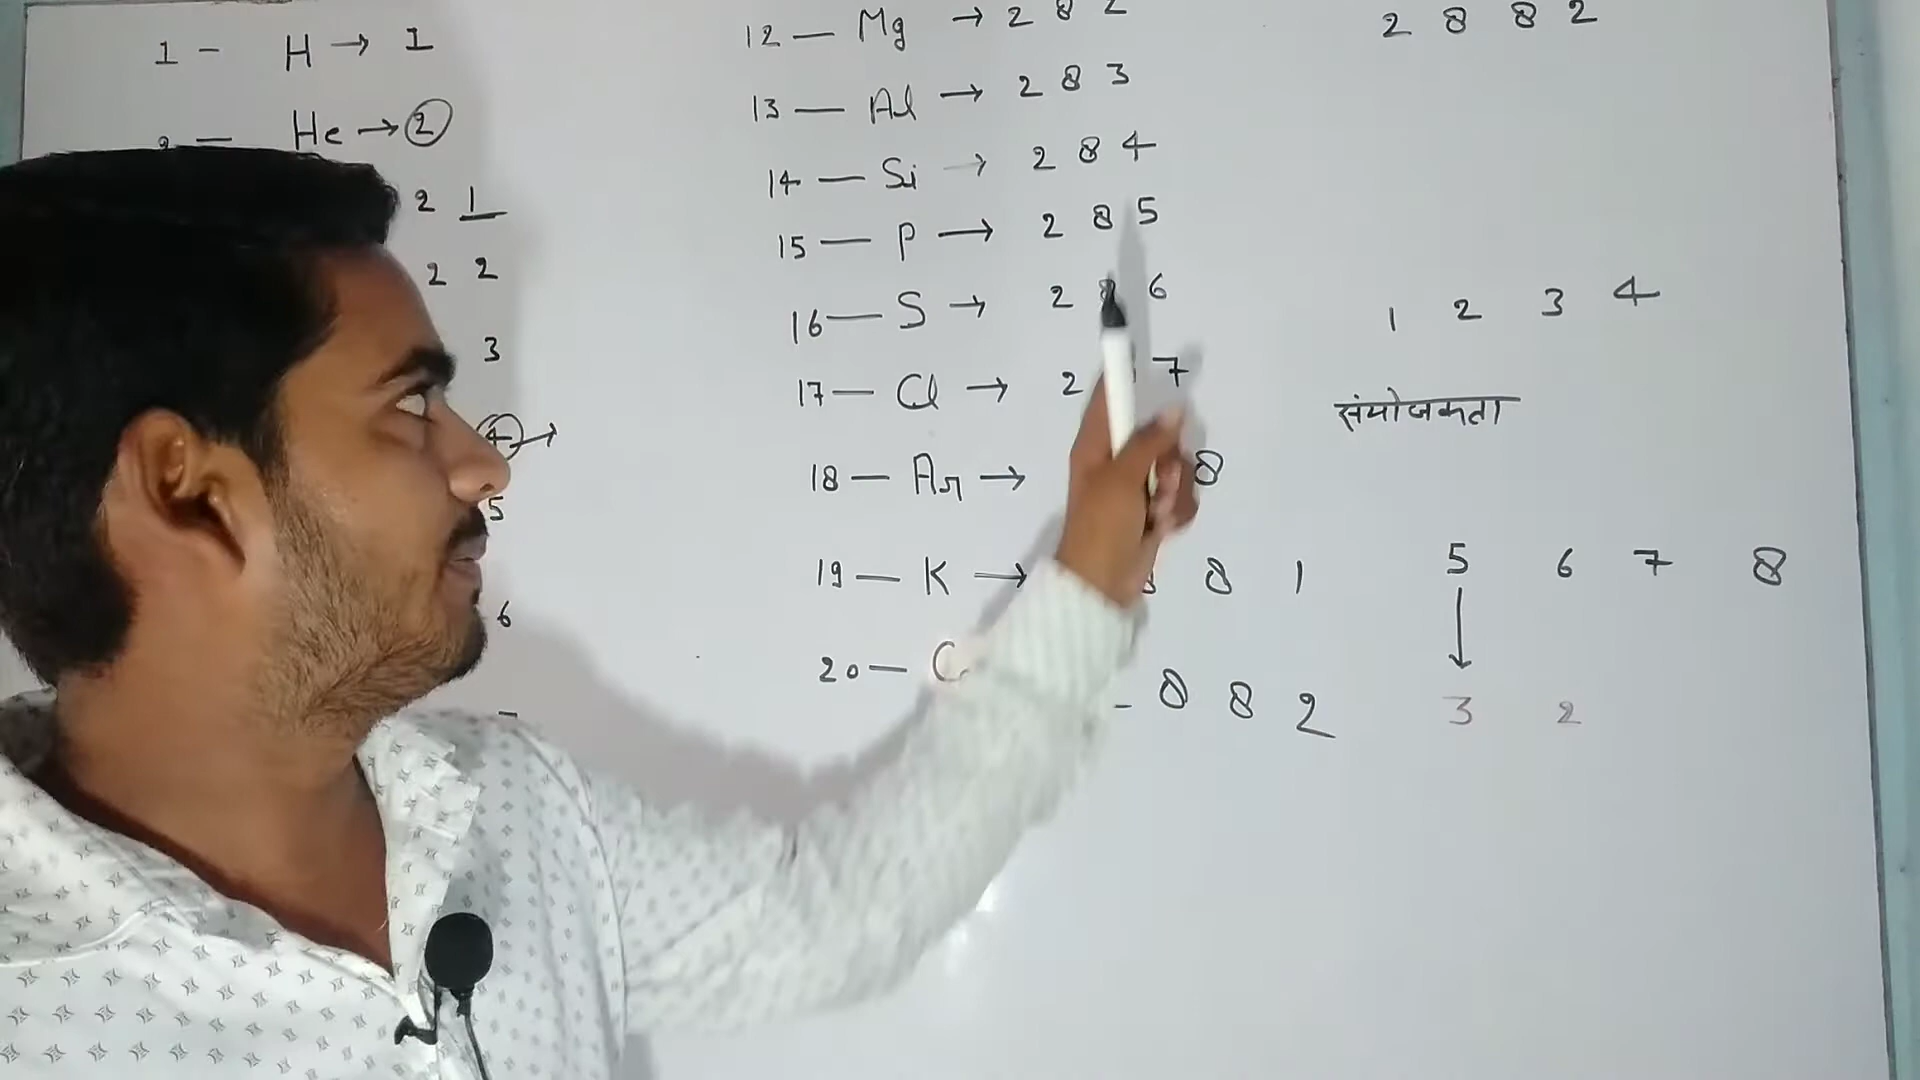 1 - H → 1
2 — He → 2
2 1
2 2
3
4 →
5
6
12 — Mg → 2 8 2
13 — Al → 2 8 3
14 — Si → 2 8 4
15 — P → 2 8 5
16 — S → 2 8 6
17 — Cl → 2 7
18 — Ar → 8
19 — K → 8 8 1
20 — C 8 8 2
2 8 8 2
1 2 3 4
संयोजकता
5 6 7 8
↓
3 2